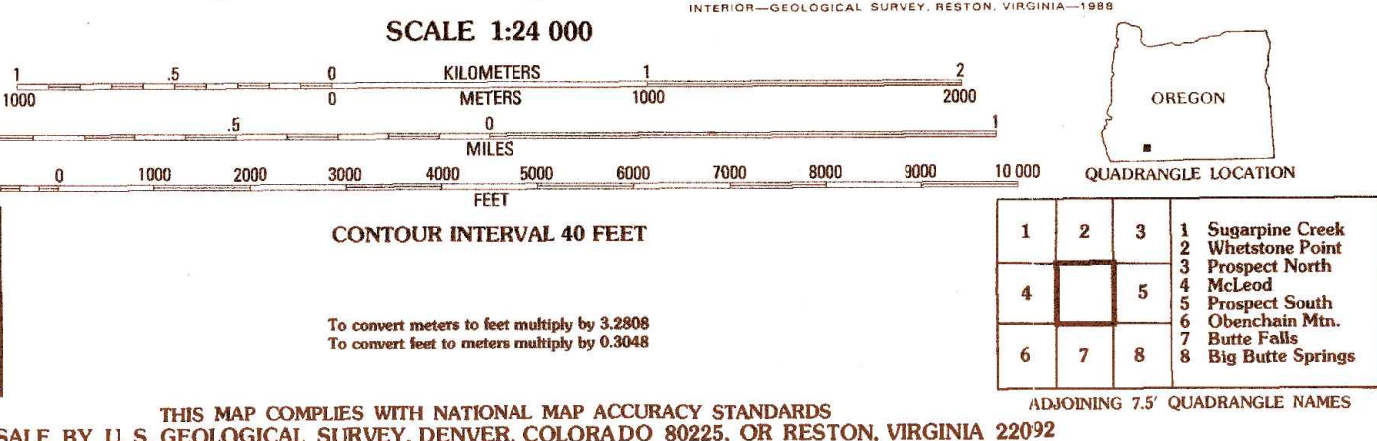 INTERIOR—GEOLOGICAL SURVEY, RESTON, VIRGINIA—1988
SCALE 1:24 000
1 .5 0 KILOMETERS 1 2
1000 0 METERS 1000 2000
.5 0 1
MILES
0 1000 2000 3000 4000 5000 6000 7000 8000 9000 10 000
FEET
CONTOUR INTERVAL 40 FEET
To convert meters to feet multiply by 3.2808
To convert feet to meters multiply by 0.3048
OREGON
QUADRANGLE LOCATION
1 2 3
4 5
6 7 8
1 Sugarpine Creek
2 Whetstone Point
3 Prospect North
4 McLeod
5 Prospect South
6 Obenchain Mtn.
7 Butte Falls
8 Big Butte Springs
ADJOINING 7.5′ QUADRANGLE NAMES
THIS MAP COMPLIES WITH NATIONAL MAP ACCURACY STANDARDS
SALE BY U. S. GEOLOGICAL SURVEY, DENVER, COLORADO 80225, OR RESTON, VIRGINIA 22092